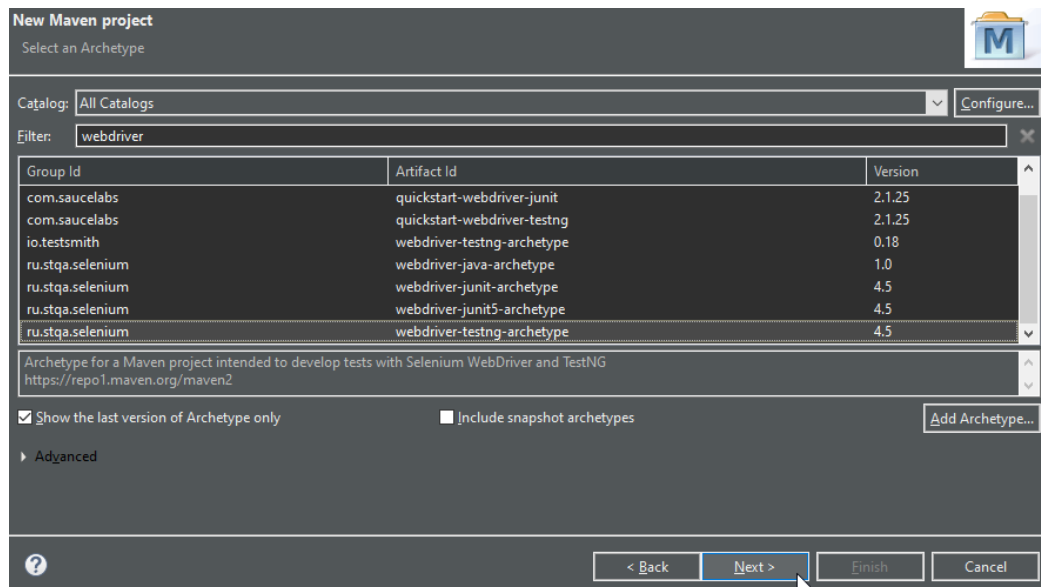 New Maven project
Select an Archetype
M
Catalog: All Catalogs Configure...
Filter: webdriver
Group Id Artifact Id Version
com.saucelabs quickstart-webdriver-junit 2.1.25
com.saucelabs quickstart-webdriver-testng 2.1.25
io.testsmith webdriver-testng-archetype 0.18
ru.stqa.selenium webdriver-java-archetype 1.0
ru.stqa.selenium webdriver-junit-archetype 4.5
ru.stqa.selenium webdriver-junit5-archetype 4.5
ru.stqa.selenium webdriver-testng-archetype 4.5
Archetype for a Maven project intended to develop tests with Selenium WebDriver and TestNG
https://repo1.maven.org/maven2
Show the last version of Archetype only Include snapshot archetypes Add Archetype...
Advanced
? < Back Next > Finish Cancel